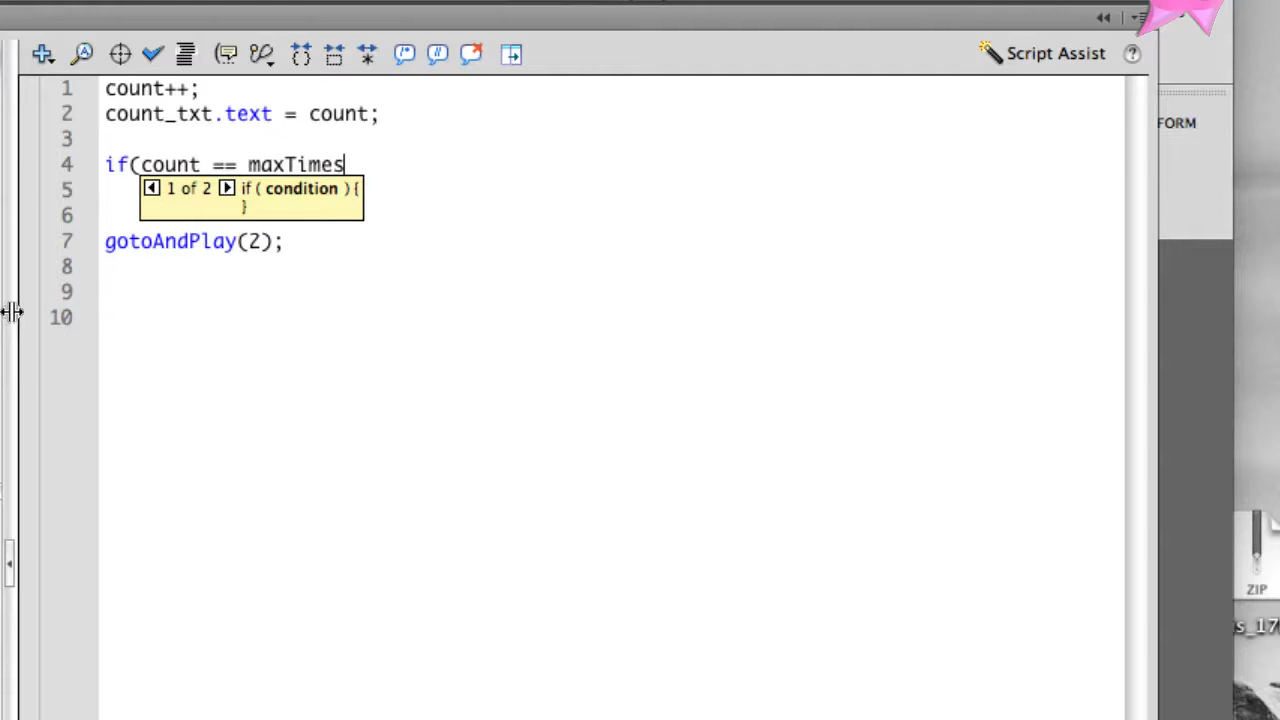 Script Assist
1 count++;
2 count_txt.text = count;
3
4 if(count == maxTimes
1 of 2 if ( condition ){
}
5
6
7 gotoAndPlay(2);
8
9
10
FORM
ZIP